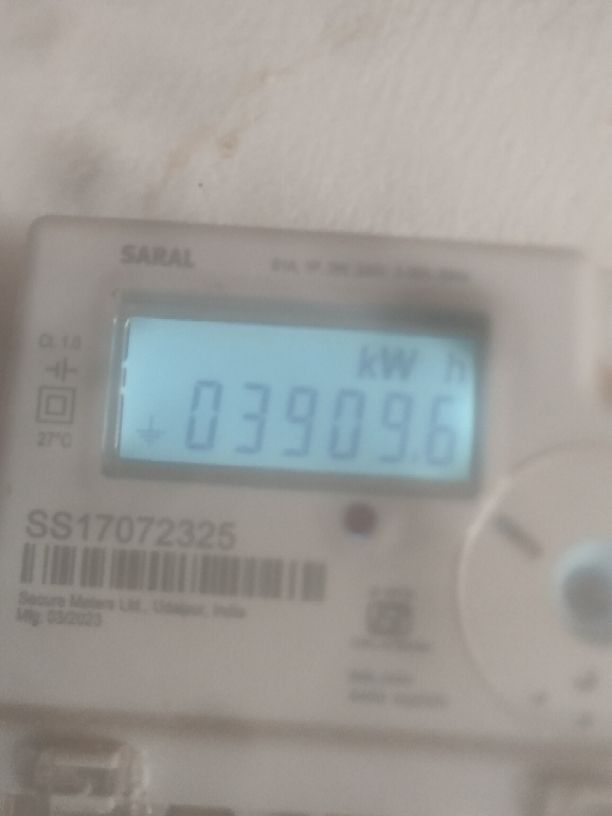 SARAL
Cl. 1.0
kW h
03909.6
27°C
SS17072325
Secure Meters Ltd., Udaipur, India
Mfg: 03/2023